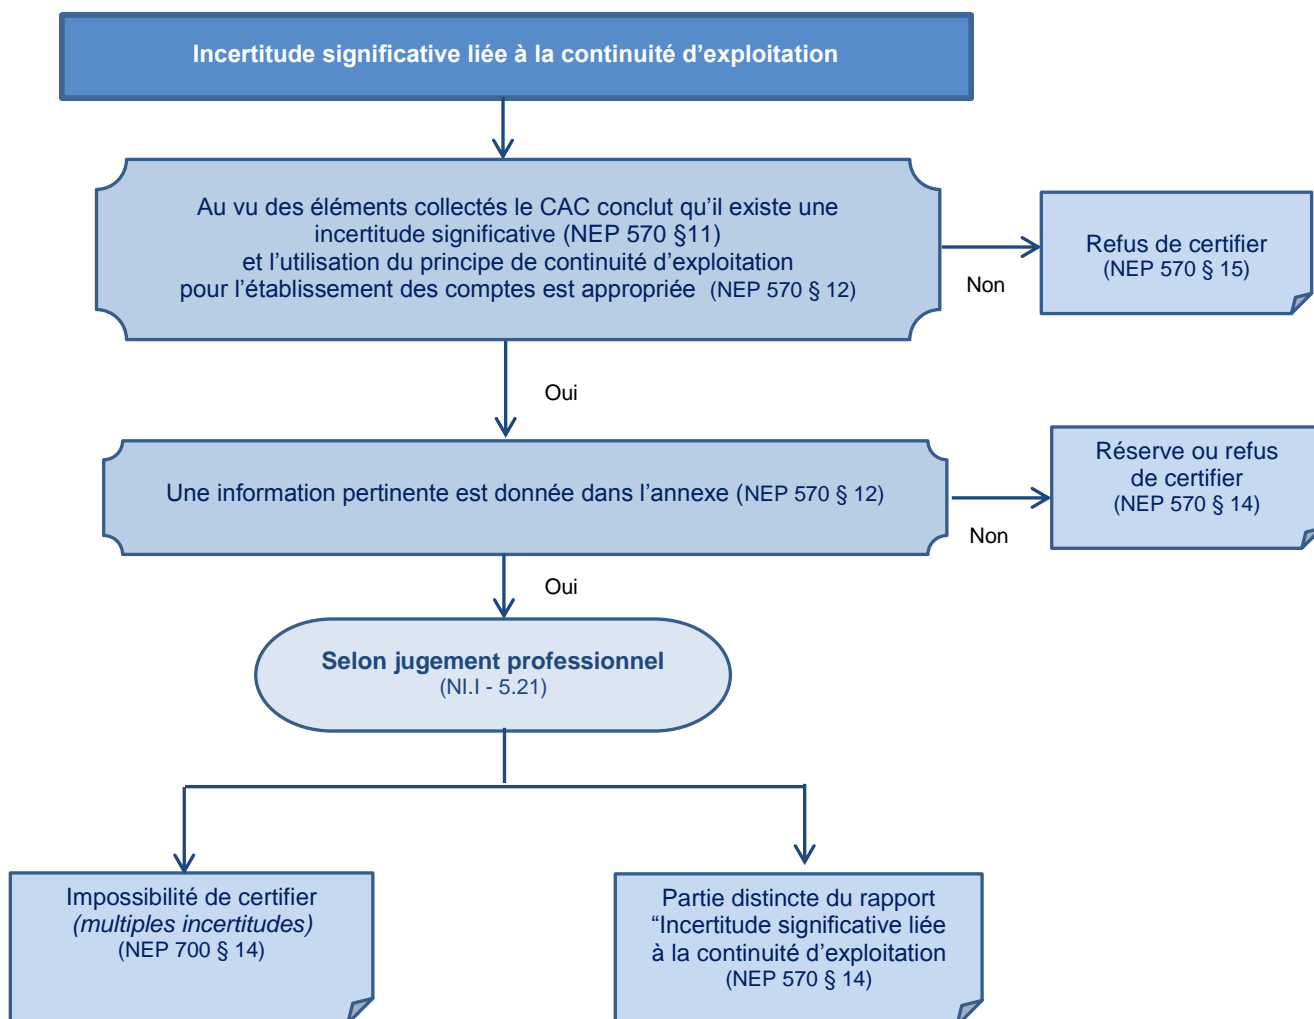 Incertitude significative liée à la continuité d’exploitation
Au vu des éléments collectés le CAC conclut qu’il existe une
incertitude significative (NEP 570 §11)
et l’utilisation du principe de continuité d’exploitation
pour l’établissement des comptes est appropriée (NEP 570 § 12)
Non
Refus de certifier
(NEP 570 § 15)
Oui
Une information pertinente est donnée dans l’annexe (NEP 570 § 12)
Non
Réserve ou refus
de certifier
(NEP 570 § 14)
Oui
Selon jugement professionnel
(NI.I - 5.21)
Impossibilité de certifier
(multiples incertitudes)
(NEP 700 § 14)
Partie distincte du rapport
“Incertitude significative liée
à la continuité d’exploitation
(NEP 570 § 14)